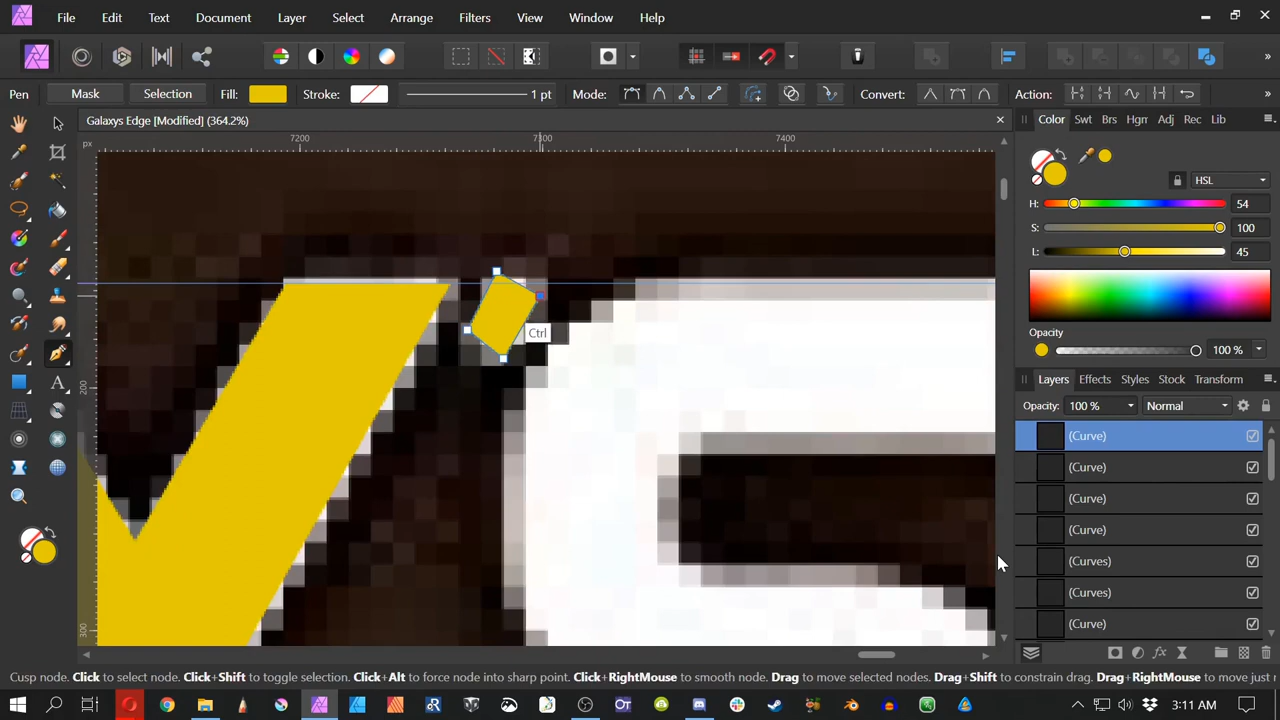 File Edit Text Document Layer Select Arrange Filters View Window Help
Pen Mask Selection Fill: Stroke: 1 pt Mode: Convert: Action:
Galaxys Edge [Modified] (364.2%)
px 7200 7300 7400
200
300
Ctrl
Color Swt Brs Hgrr Adj Rec Lib
HSL
H: 54
S: 100
L: 45
Opacity
100 %
Layers Effects Styles Stock Transform
Opacity: 100 % Normal
(Curve)
(Curve)
(Curve)
(Curve)
(Curves)
(Curves)
(Curve)
Cusp node. Click to select node. Click+Shift to toggle selection. Click+Alt to force node into sharp point. Click+RightMouse to smooth node. Drag to move selected nodes. Drag+Shift to constrain direction. Drag+RightMouse to move just
3:11 AM